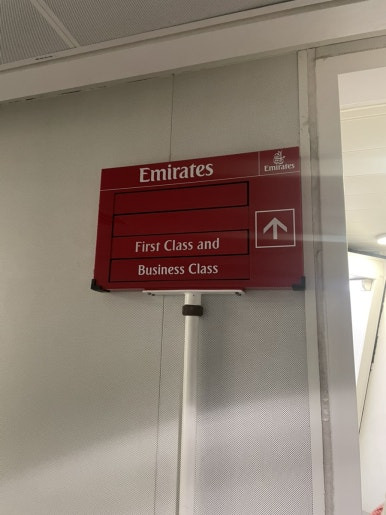 Emirates
Emirates
First Class and
Business Class